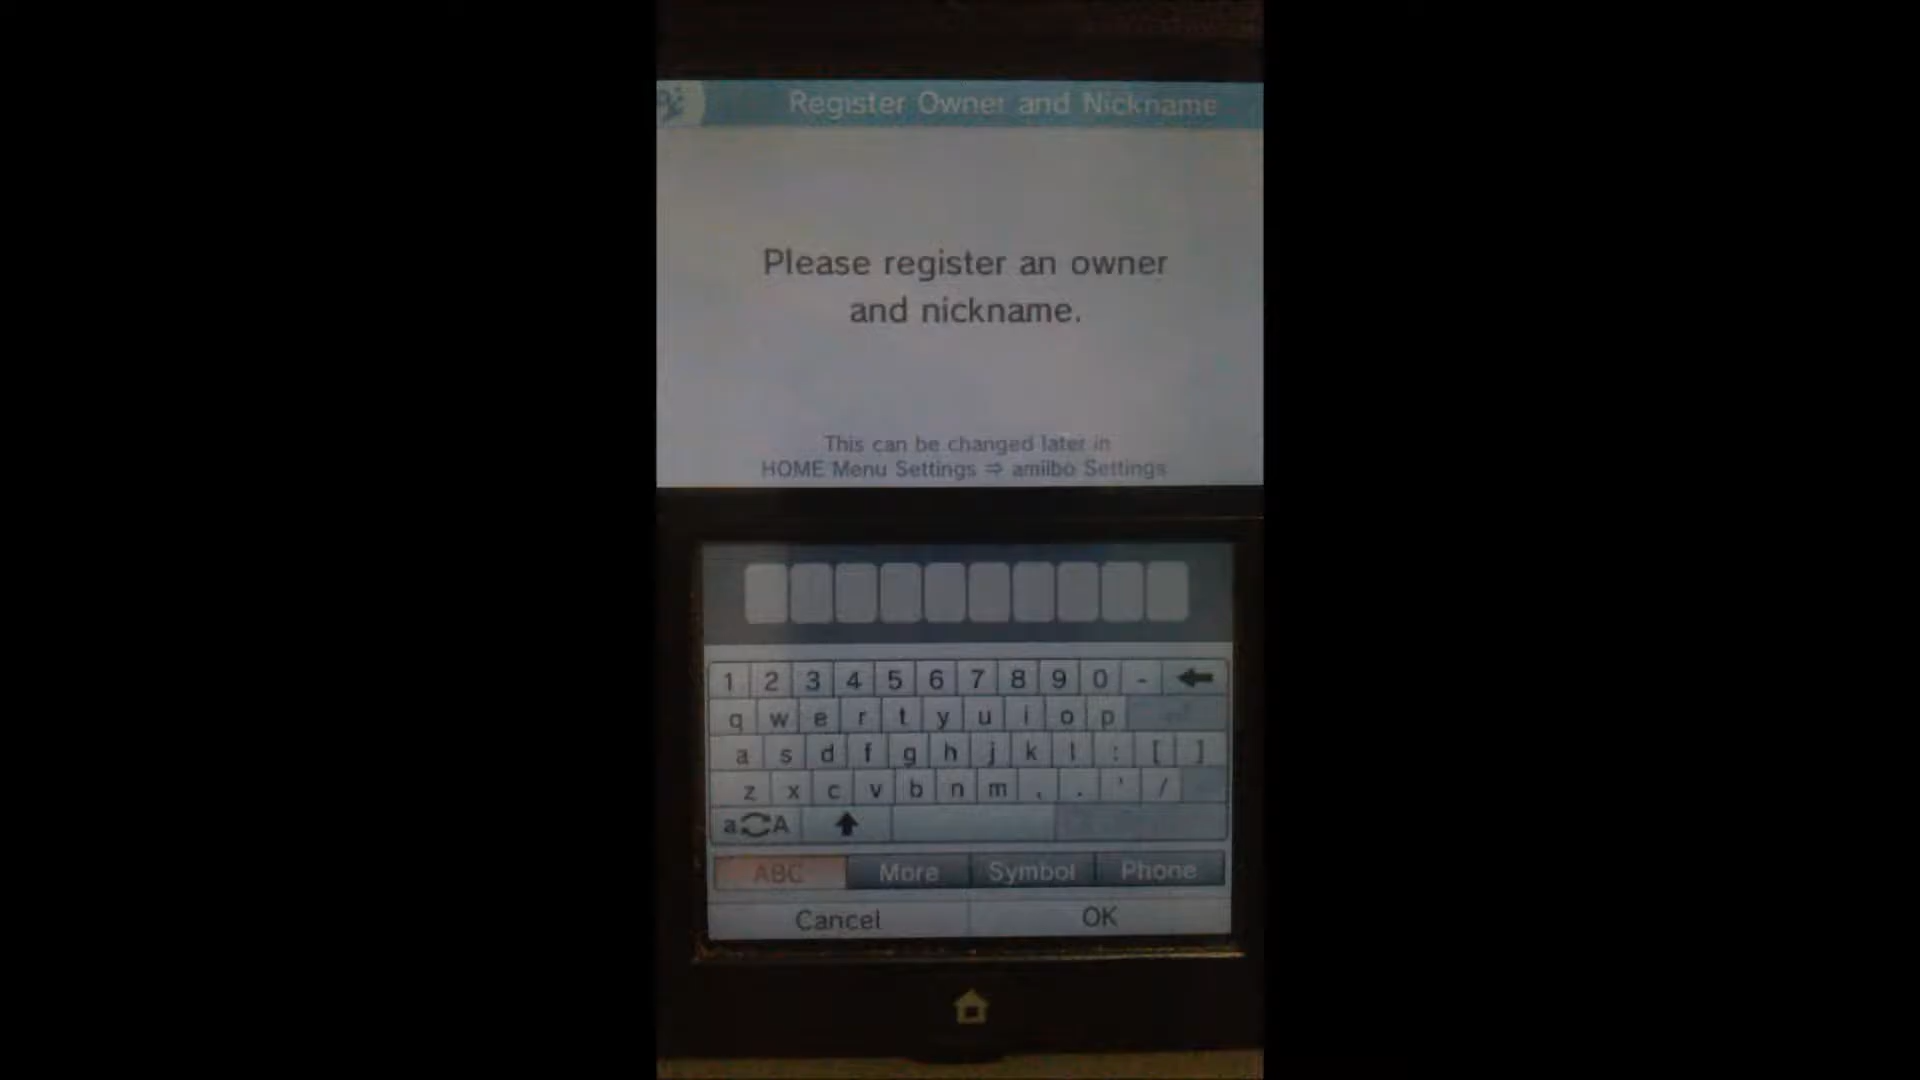 Register Owner and Nickname
Please register an owner
and nickname.
This can be changed later in
HOME Menu Settings ⇒ amiibo Settings
1 2 3 4 5 6 7 8 9 0 -
q w e r t y u i o p
a s d f g h j k l : [ ]
z x c v b n m , . ' /
a A
ABC More Symbol Phone
Cancel OK